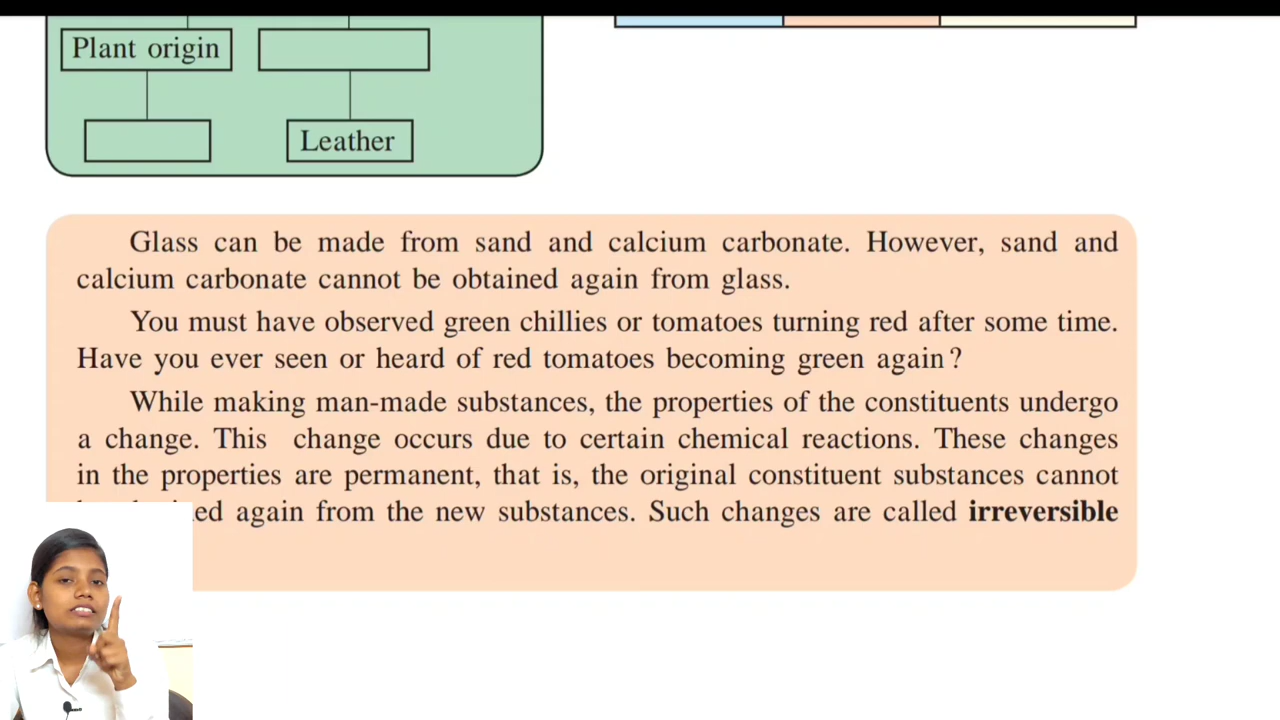 Plant origin
Leather
Glass can be made from sand and calcium carbonate. However, sand and
calcium carbonate cannot be obtained again from glass.
You must have observed green chillies or tomatoes turning red after some time.
Have you ever seen or heard of red tomatoes becoming green again?
While making man-made substances, the properties of the constituents undergo
a change. This change occurs due to certain chemical reactions. These changes
in the properties are permanent, that is, the original constituent substances cannot
again from the new substances. Such changes are called irreversible